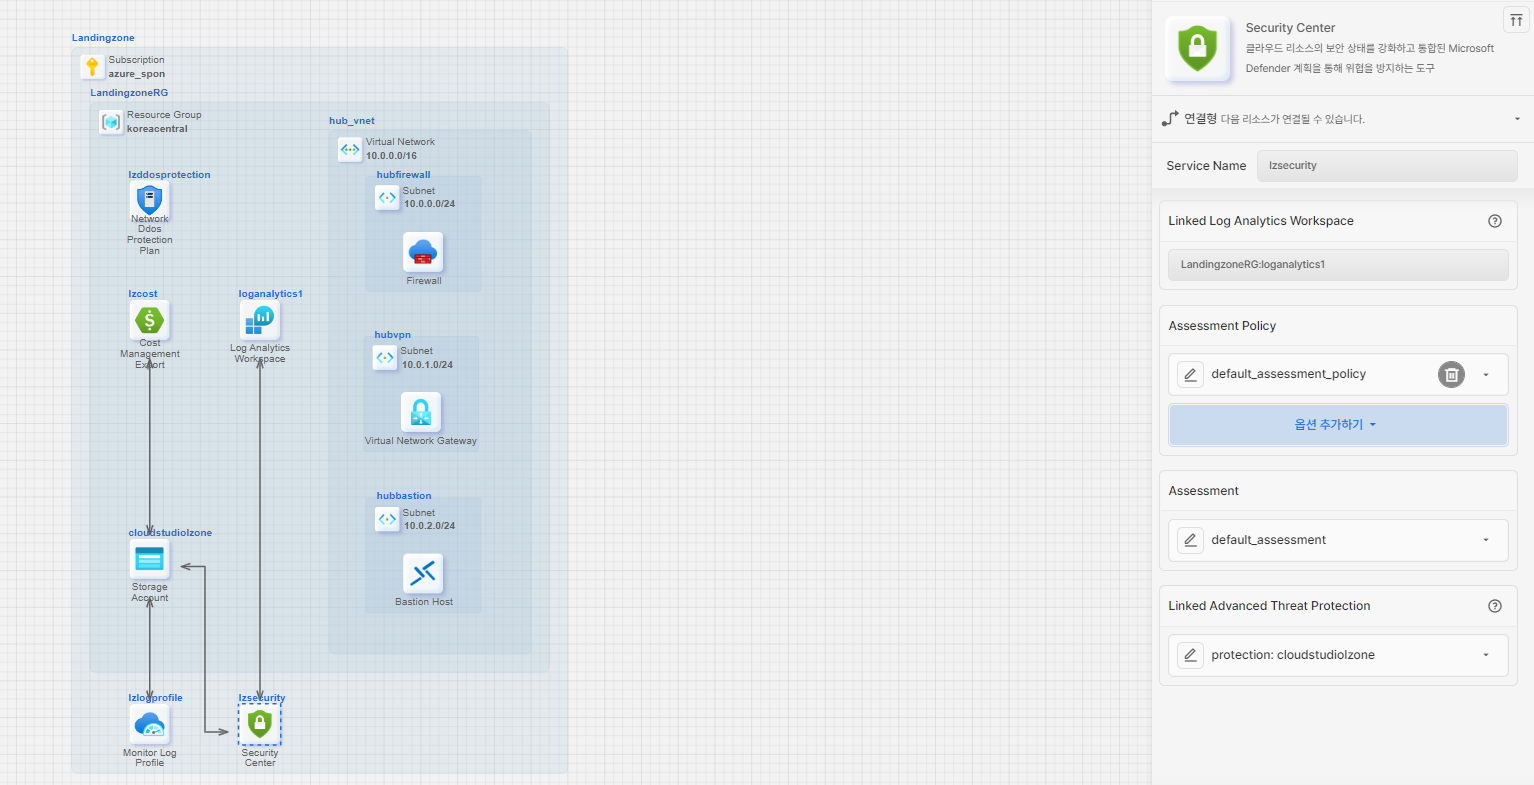 Landingzone
Subscription
azure_spon
LandingzoneRG
Resource Group
koreacentral
lzddosprotection
Network
Ddos
Protection
Plan
lzcost
Cost
Management
Export
loganalytics1
Log Analytics
Workspace
cloudstudiolzone
Storage
Account
lzlogprofile
Monitor Log
Profile
lzsecurity
Security
Center
hub_vnet
Virtual Network
10.0.0.0/16
hubfirewall
Subnet
10.0.0.0/24
Firewall
hubvpn
Subnet
10.0.1.0/24
Virtual Network Gateway
hubbastion
Subnet
10.0.2.0/24
Bastion Host
Security Center
클라우드 리소스의 보안 상태를 강화하고 통합된 Microsoft
Defender 계획을 통해 위협을 방지하는 도구
연결형 다음 리소스가 연결될 수 있습니다.
Service Name lzsecurity
Linked Log Analytics Workspace
LandingzoneRG:loganalytics1
Assessment Policy
default_assessment_policy
옵션 추가하기
Assessment
default_assessment
Linked Advanced Threat Protection
protection: cloudstudiolzone